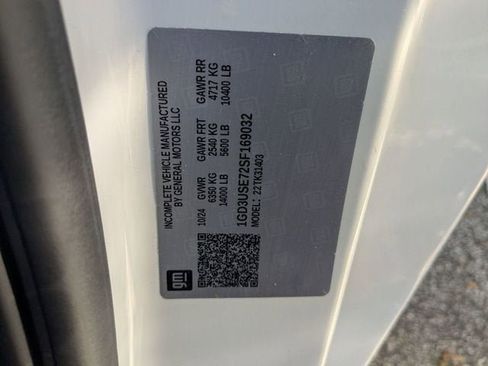 INCOMPLETE VEHICLE MANUFACTURED
BY GENERAL MOTORS LLC
10/24 GVWR GAWR FRT GAWR RR
6350 KG 2540 KG 4717 KG
14000 LB 5600 LB 10400 LB
1GD3USE72SF169032
MODEL: 22TK31403
gm